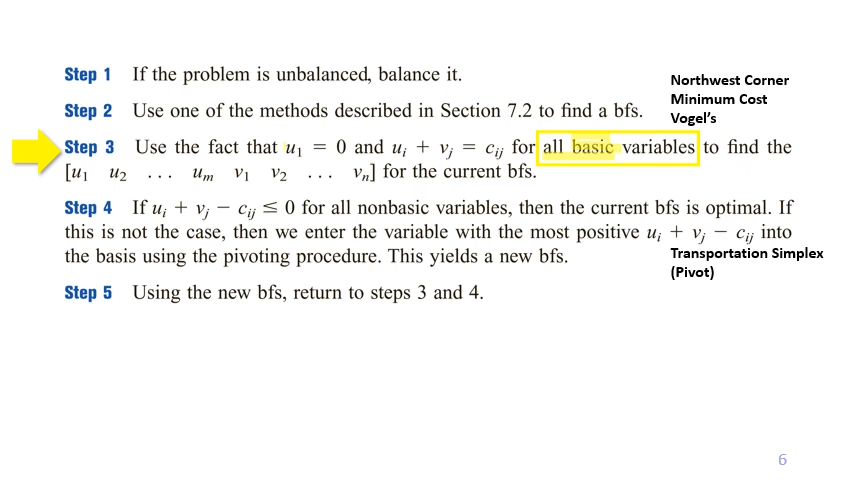 Step 1 If the problem is unbalanced, balance it.
Step 2 Use one of the methods described in Section 7.2 to find a bfs.
Northwest Corner
Minimum Cost
Vogel's
Step 3 Use the fact that u₁ = 0 and uᵢ + vⱼ = cᵢⱼ for all basic variables to find the
[u₁ u₂ ... uₘ v₁ v₂ ... vₙ] for the current bfs.
Step 4 If uᵢ + vⱼ − cᵢⱼ ≤ 0 for all nonbasic variables, then the current bfs is optimal. If
this is not the case, then we enter the variable with the most positive uᵢ + vⱼ − cᵢⱼ into
the basis using the pivoting procedure. This yields a new bfs.
Transportation Simplex
(Pivot)
Step 5 Using the new bfs, return to steps 3 and 4.
6